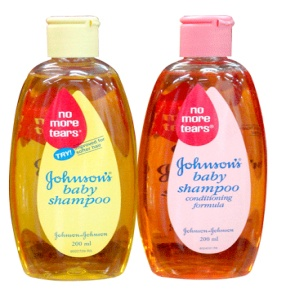 no
more
tears®
TRY!
Johnson's
baby
shampoo
Johnson & Johnson
200 ml
no
more
tears®
Johnson's
baby
shampoo
conditioning
formula
Johnson & Johnson
200 ml